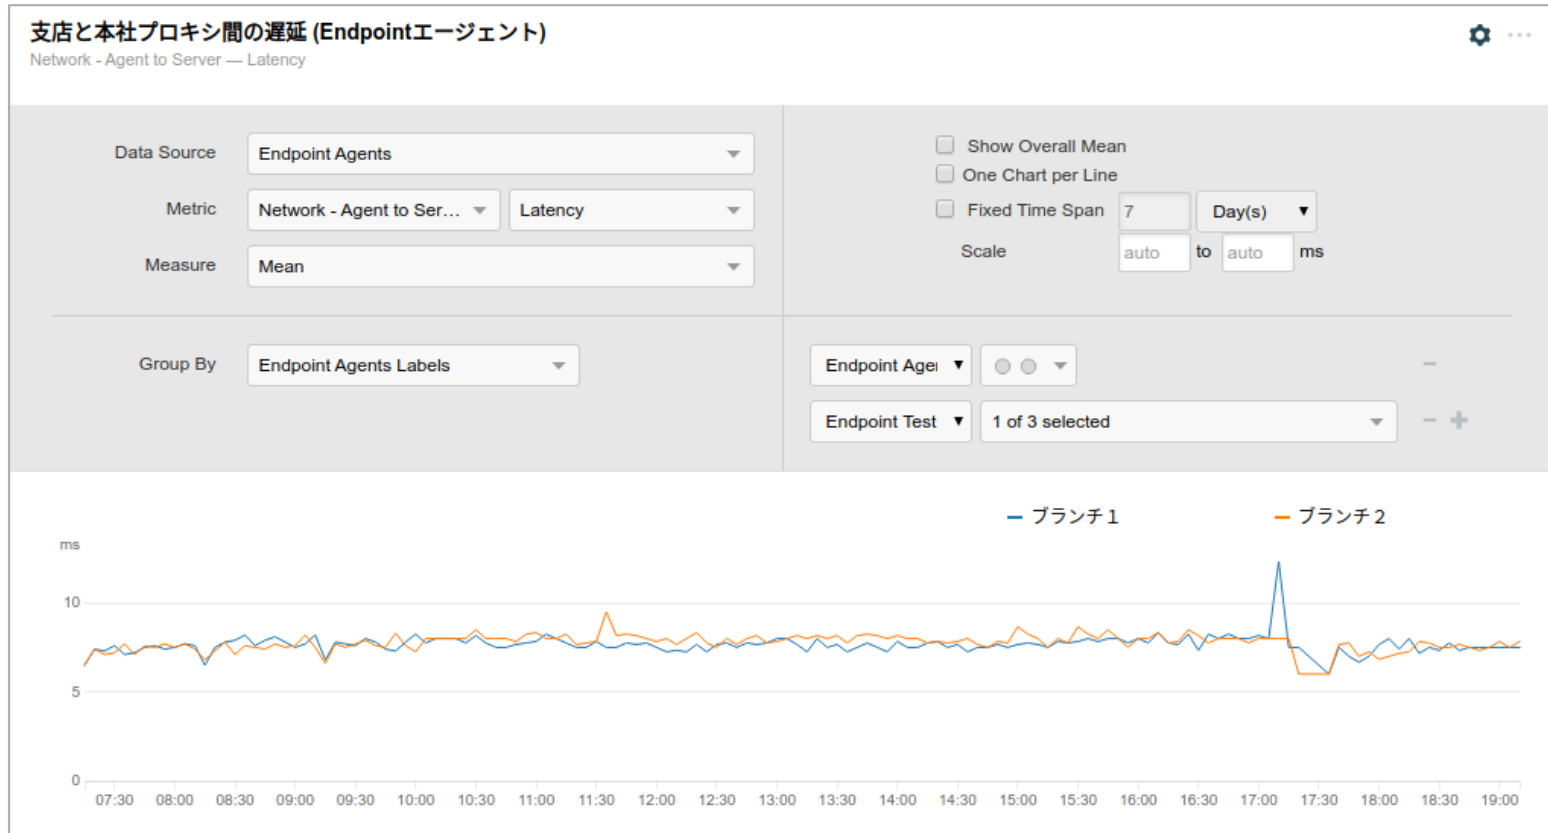 支店と本社プロキシ間の遅延 (Endpointエージェント)
Network - Agent to Server — Latency
Data Source
Endpoint Agents
Metric
Network - Agent to Ser...
Latency
Measure
Mean
Show Overall Mean
One Chart per Line
Fixed Time Span
7
Day(s)
Scale
auto
to
auto
ms
Group By
Endpoint Agents Labels
Endpoint Age
Endpoint Test
1 of 3 selected
ブランチ１
ブランチ２
ms
10
5
0
07:30 08:00 08:30 09:00 09:30 10:00 10:30 11:00 11:30 12:00 12:30 13:00 13:30 14:00 14:30 15:00 15:30 16:00 16:30 17:00 17:30 18:00 18:30 19:00